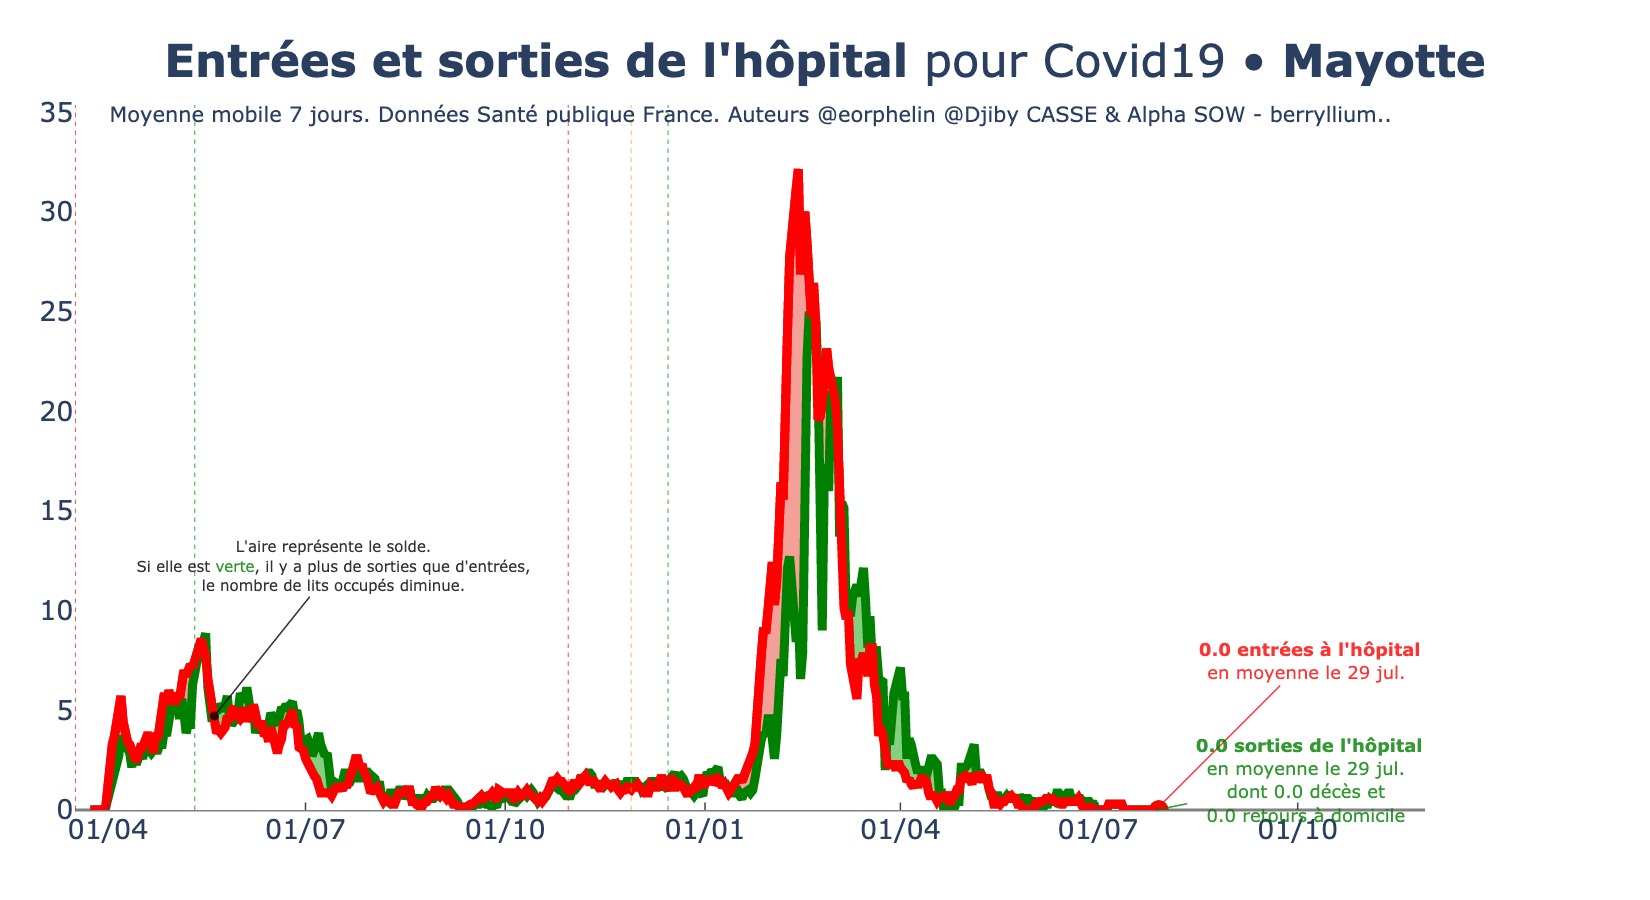 Entrées et sorties de l'hôpital pour Covid19 • Mayotte
Moyenne mobile 7 jours. Données Santé publique France. Auteurs @eorphelin @Djiby CASSE & Alpha SOW - berryllium..
35
30
25
20
15
10
5
0
L'aire représente le solde.
Si elle est verte, il y a plus de sorties que d'entrées,
le nombre de lits occupés diminue.
0.0 entrées à l'hôpital
en moyenne le 29 jul.
0.0 sorties de l'hôpital
en moyenne le 29 jul.
dont 0.0 décès et
0.0 retours à domicile
01/04
01/07
01/10
01/01
01/04
01/07
01/10